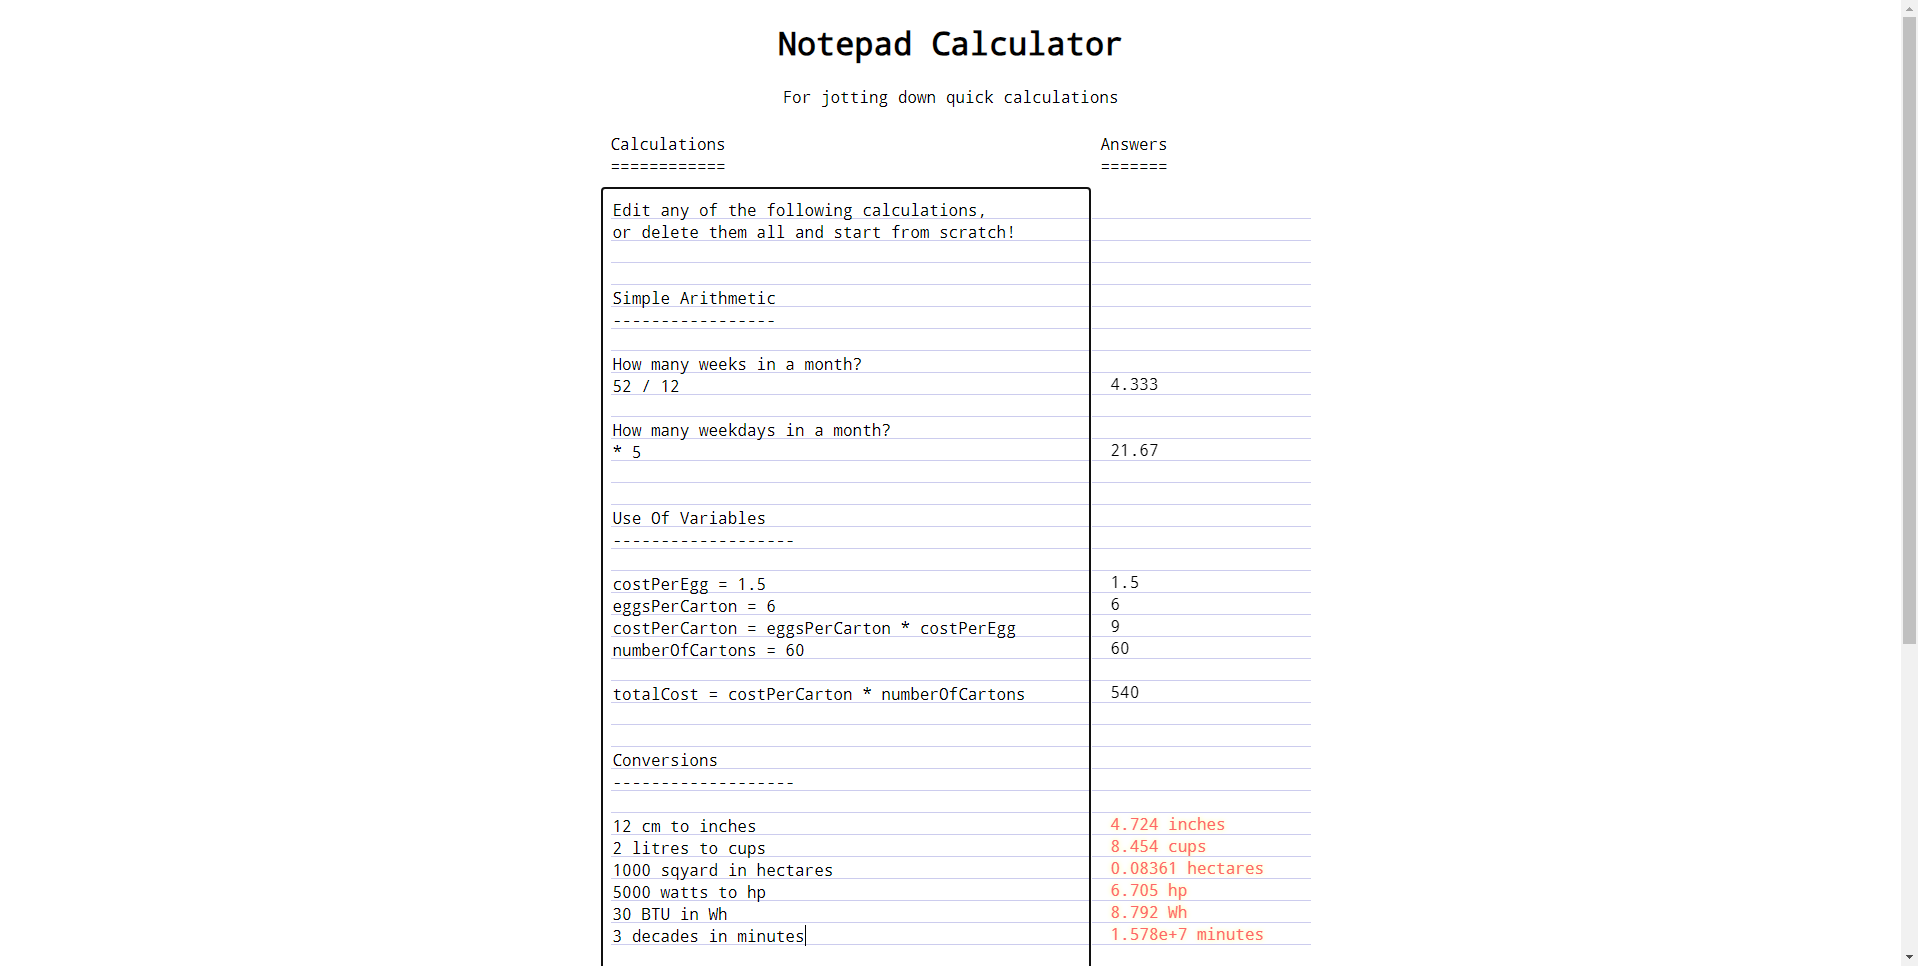 Notepad Calculator
For jotting down quick calculations
Calculations Answers
============ =======
Edit any of the following calculations,
or delete them all and start from scratch!
Simple Arithmetic
-----------------
How many weeks in a month?
52 / 12 4.333
How many weekdays in a month?
* 5 21.67
Use Of Variables
-------------------
costPerEgg = 1.5 1.5
eggsPerCarton = 6 6
costPerCarton = eggsPerCarton * costPerEgg 9
numberOfCartons = 60 60
totalCost = costPerCarton * numberOfCartons 540
Conversions
-------------------
12 cm to inches 4.724 inches
2 litres to cups 8.454 cups
1000 sqyard in hectares 0.08361 hectares
5000 watts to hp 6.705 hp
30 BTU in Wh 8.792 Wh
3 decades in minutes 1.578e+7 minutes